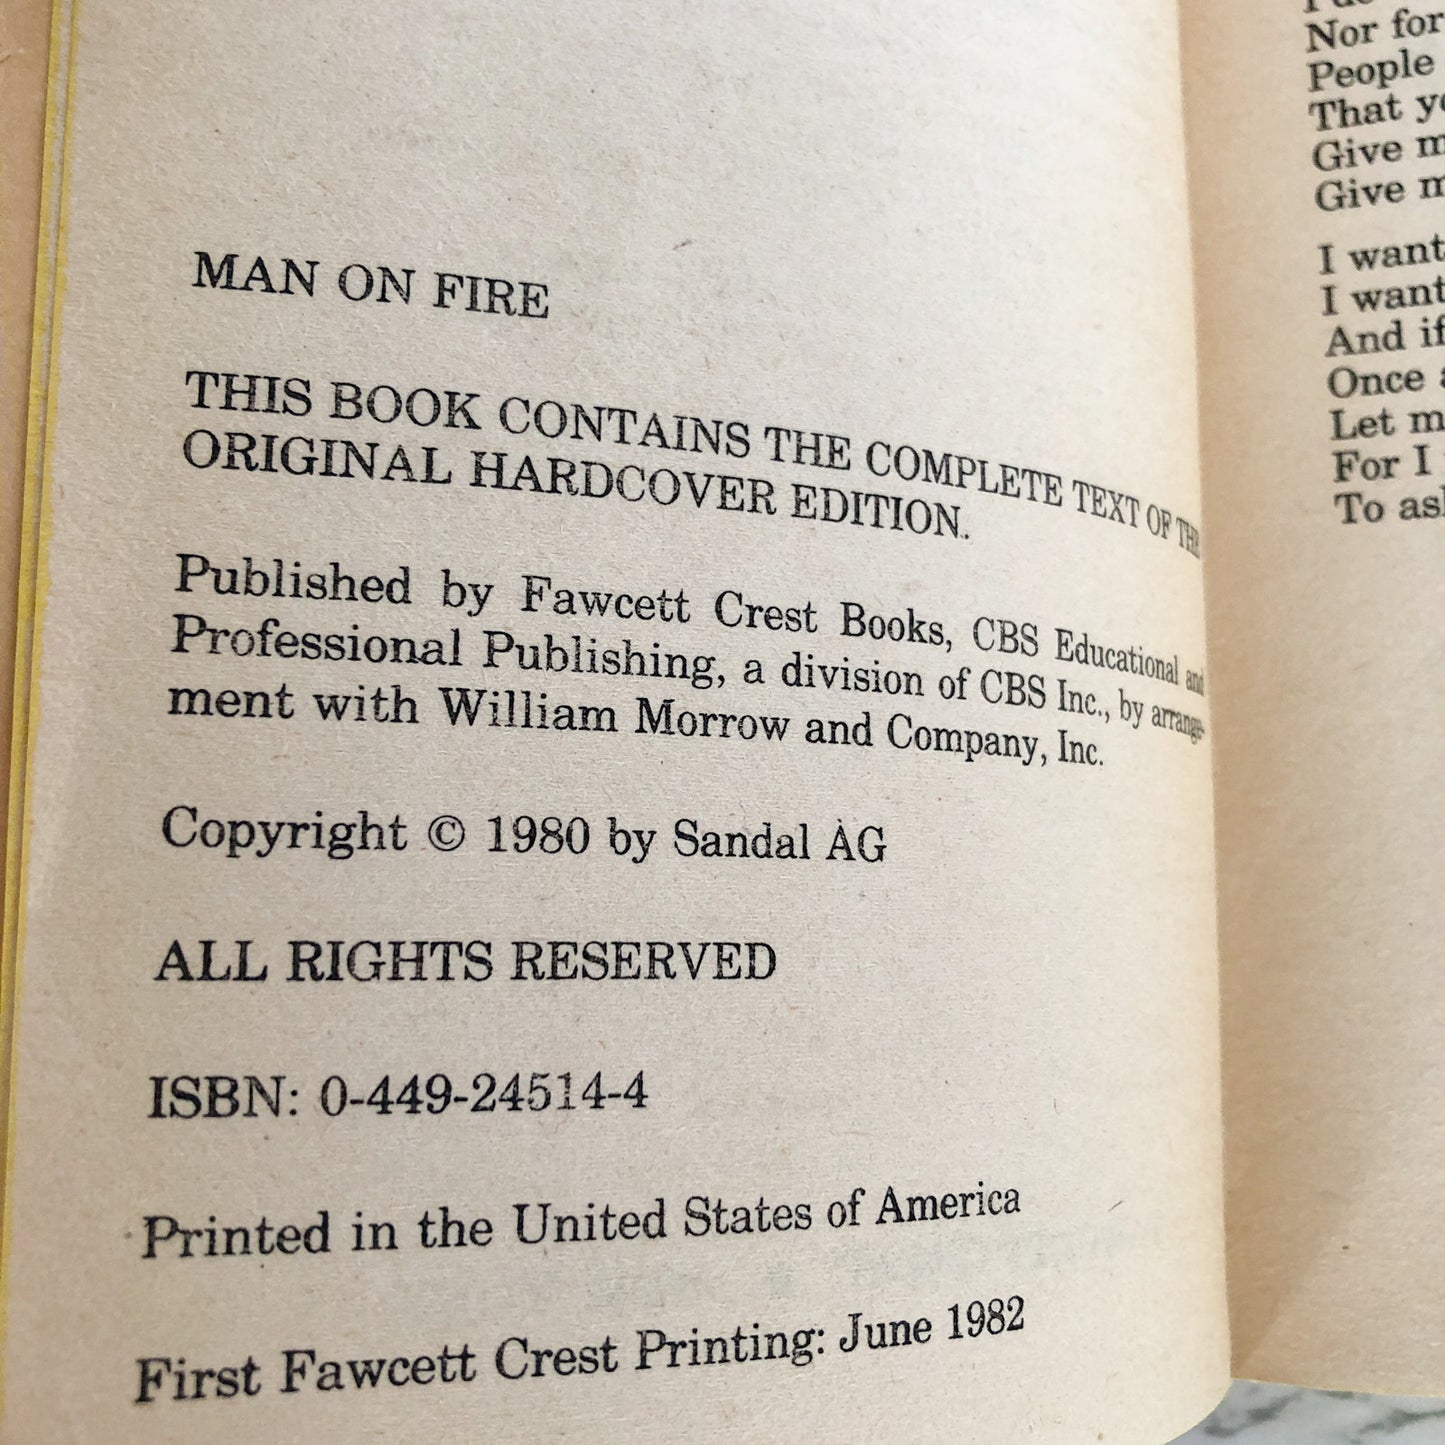 MAN ON FIRE
THIS BOOK CONTAINS THE COMPLETE TEXT OF THE
ORIGINAL HARDCOVER EDITION.
Published by Fawcett Crest Books, CBS Educational and
Professional Publishing, a division of CBS Inc., by arrange-
ment with William Morrow and Company, Inc.
Copyright © 1980 by Sandal AG
ALL RIGHTS RESERVED
ISBN: 0-449-24514-4
Printed in the United States of America
First Fawcett Crest Printing: June 1982
Nor for
People
That
Give
Give
I want
I want
And if
Once
Let
For I
To